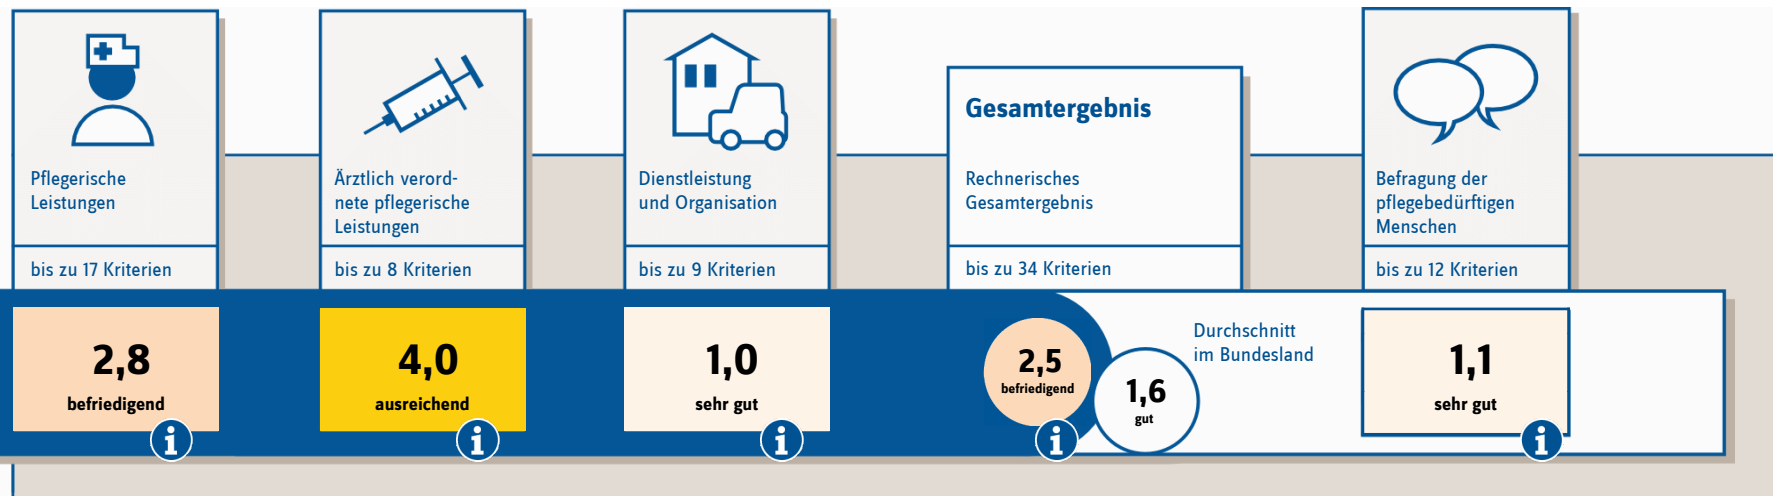 Pflegerische
Leistungen
bis zu 17 Kriterien
2,8
befriedigend
i
Ärztlich verord-
nete pflegerische
Leistungen
bis zu 8 Kriterien
4,0
ausreichend
i
Dienstleistung
und Organisation
bis zu 9 Kriterien
1,0
sehr gut
i
Gesamtergebnis
Rechnerisches
Gesamtergebnis
bis zu 34 Kriterien
2,5
befriedigend
i
1,6
gut
Durchschnitt
im Bundesland
Befragung der
pflegebedürftigen
Menschen
bis zu 12 Kriterien
1,1
sehr gut
i